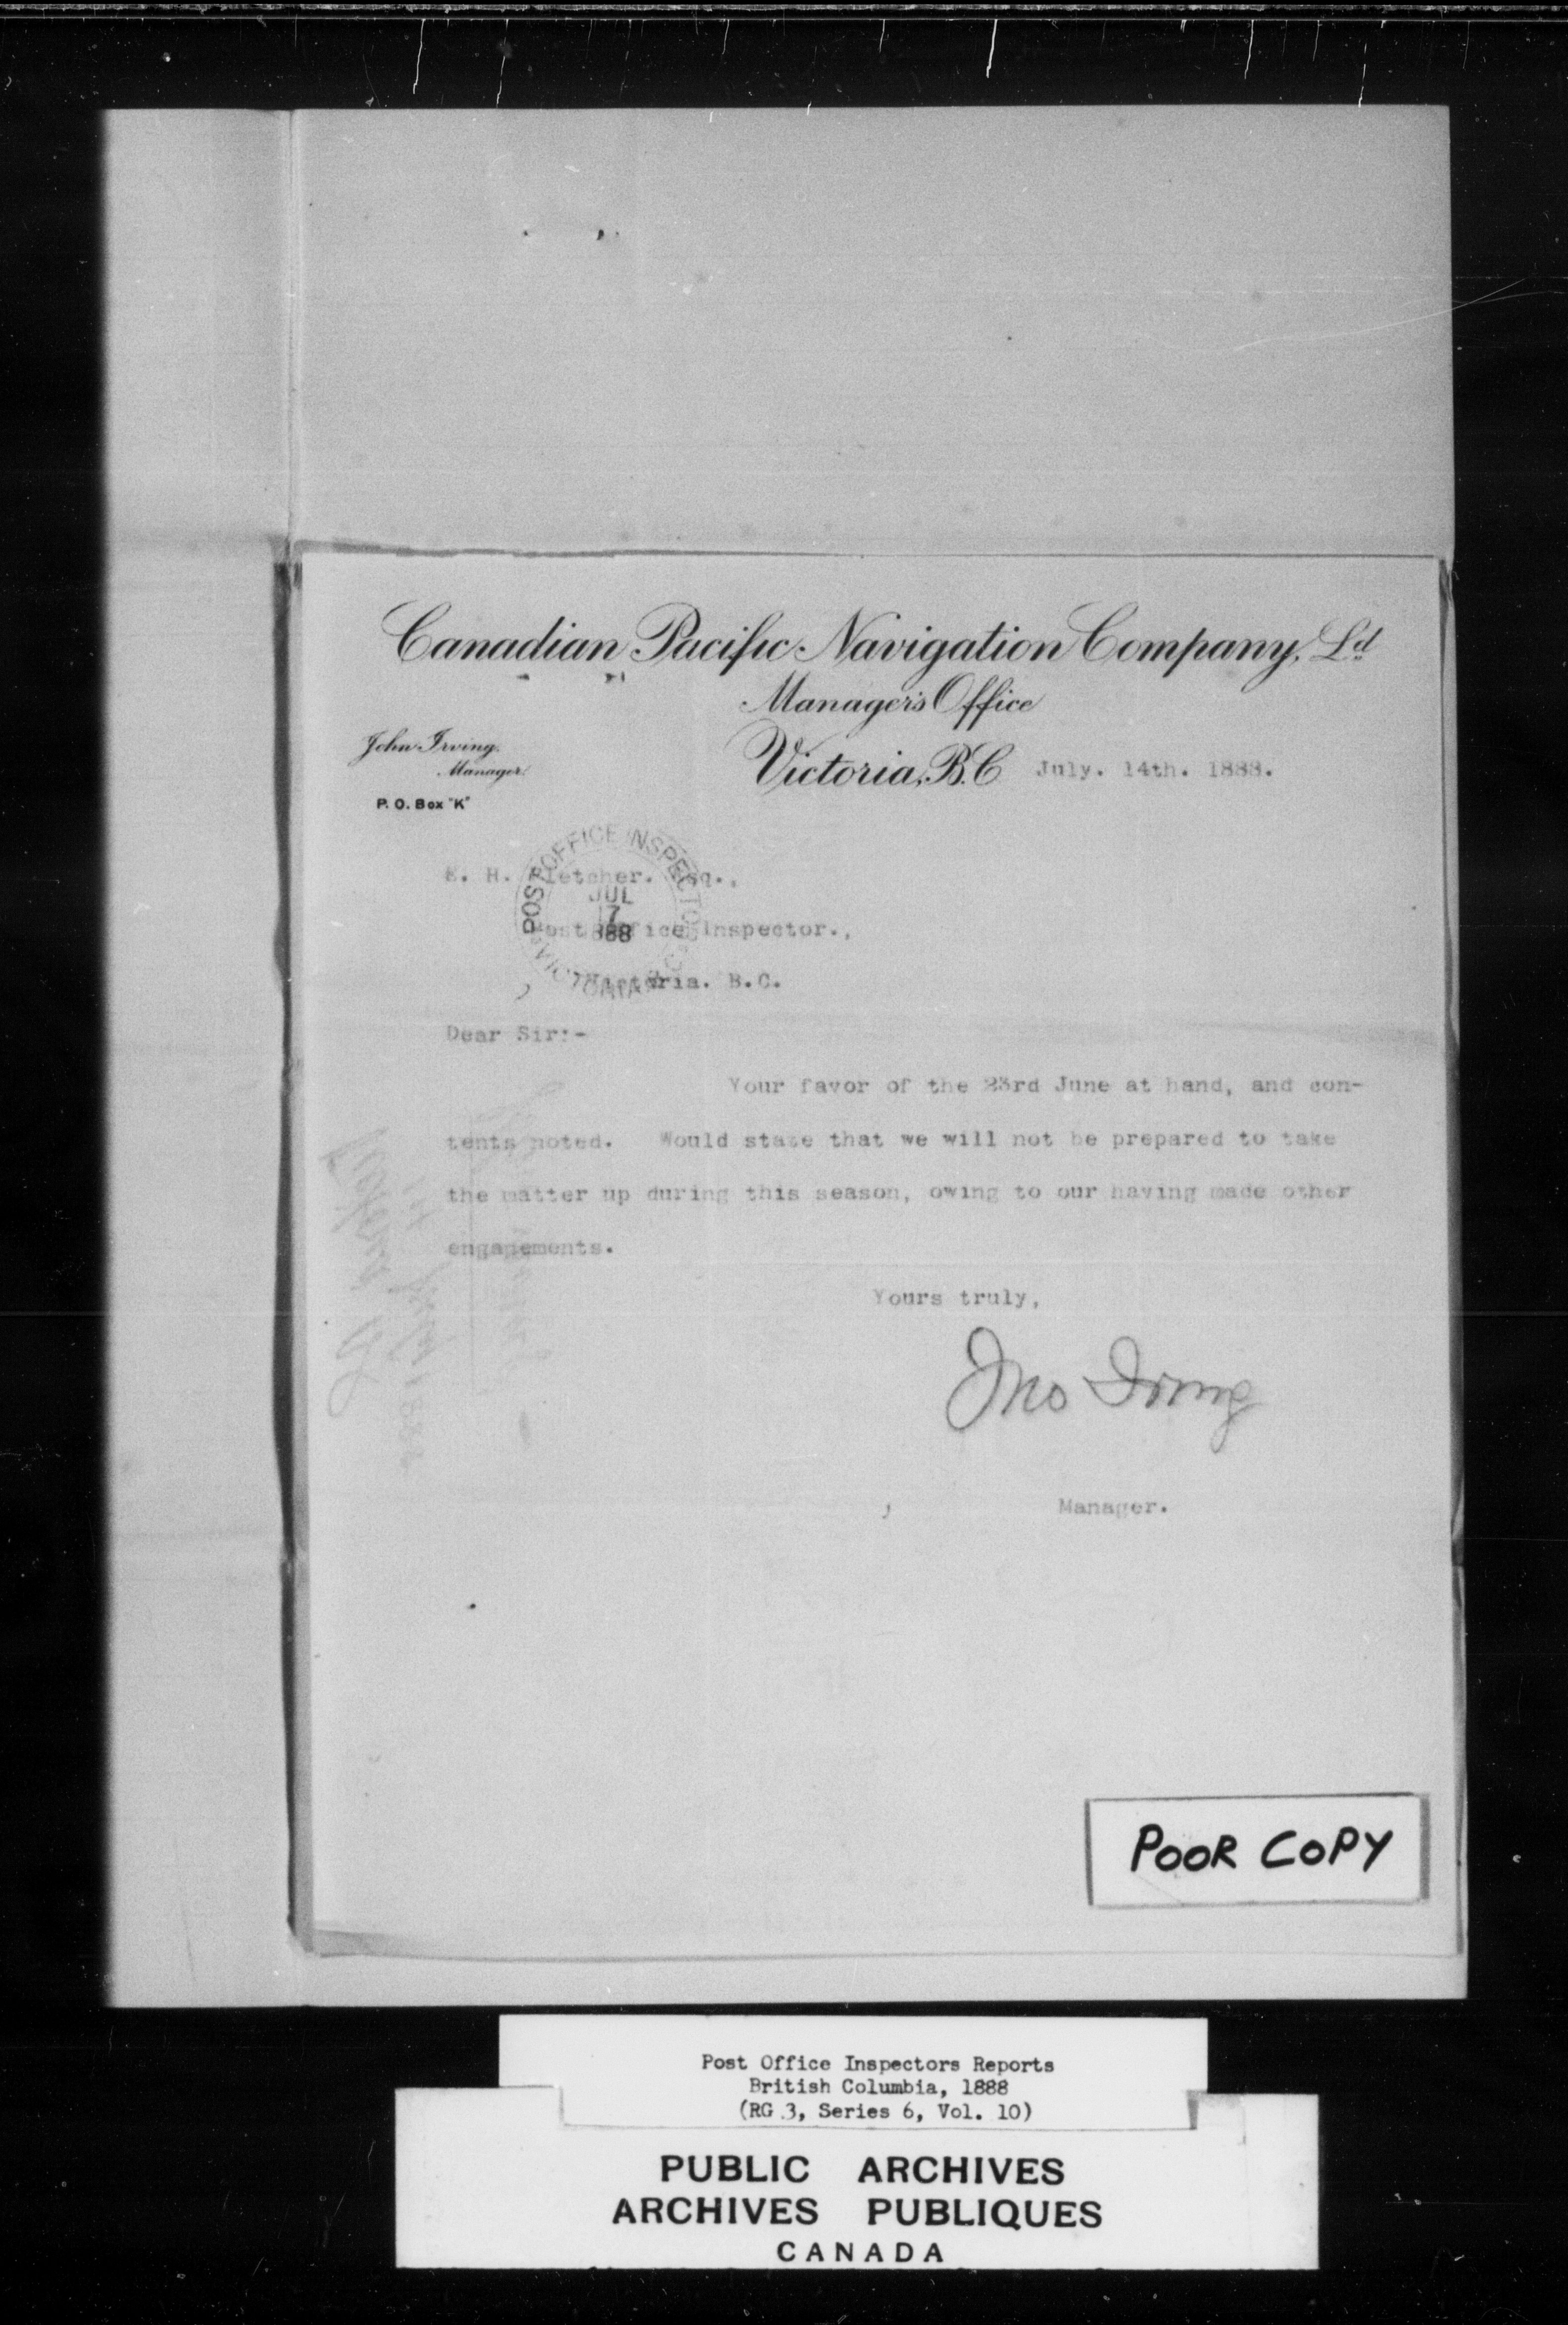 Canadian Pacific Navigation Company, Ld
Manager's Office
John Irving.
Manager.
P. O. Box "K"
Victoria, B.C July. 14th. 1888.
E. H. Fletcher. Esq.,
Post Office Inspector.,
Victoria. B.C.
POST OFFICE INSPECTOR
JUL
17
888
VICTORIA
Dear Sir:-
Your favor of the 23rd June at hand, and con-
tents noted. Would state that we will not be prepared to take
the matter up during this season, owing to our having made other
engagements.
Yours truly,
Jno Irving
Manager.
POOR COPY
Post Office Inspectors Reports
British Columbia, 1888
(RG 3, Series 6, Vol. 10)
PUBLIC ARCHIVES
ARCHIVES PUBLIQUES
CANADA